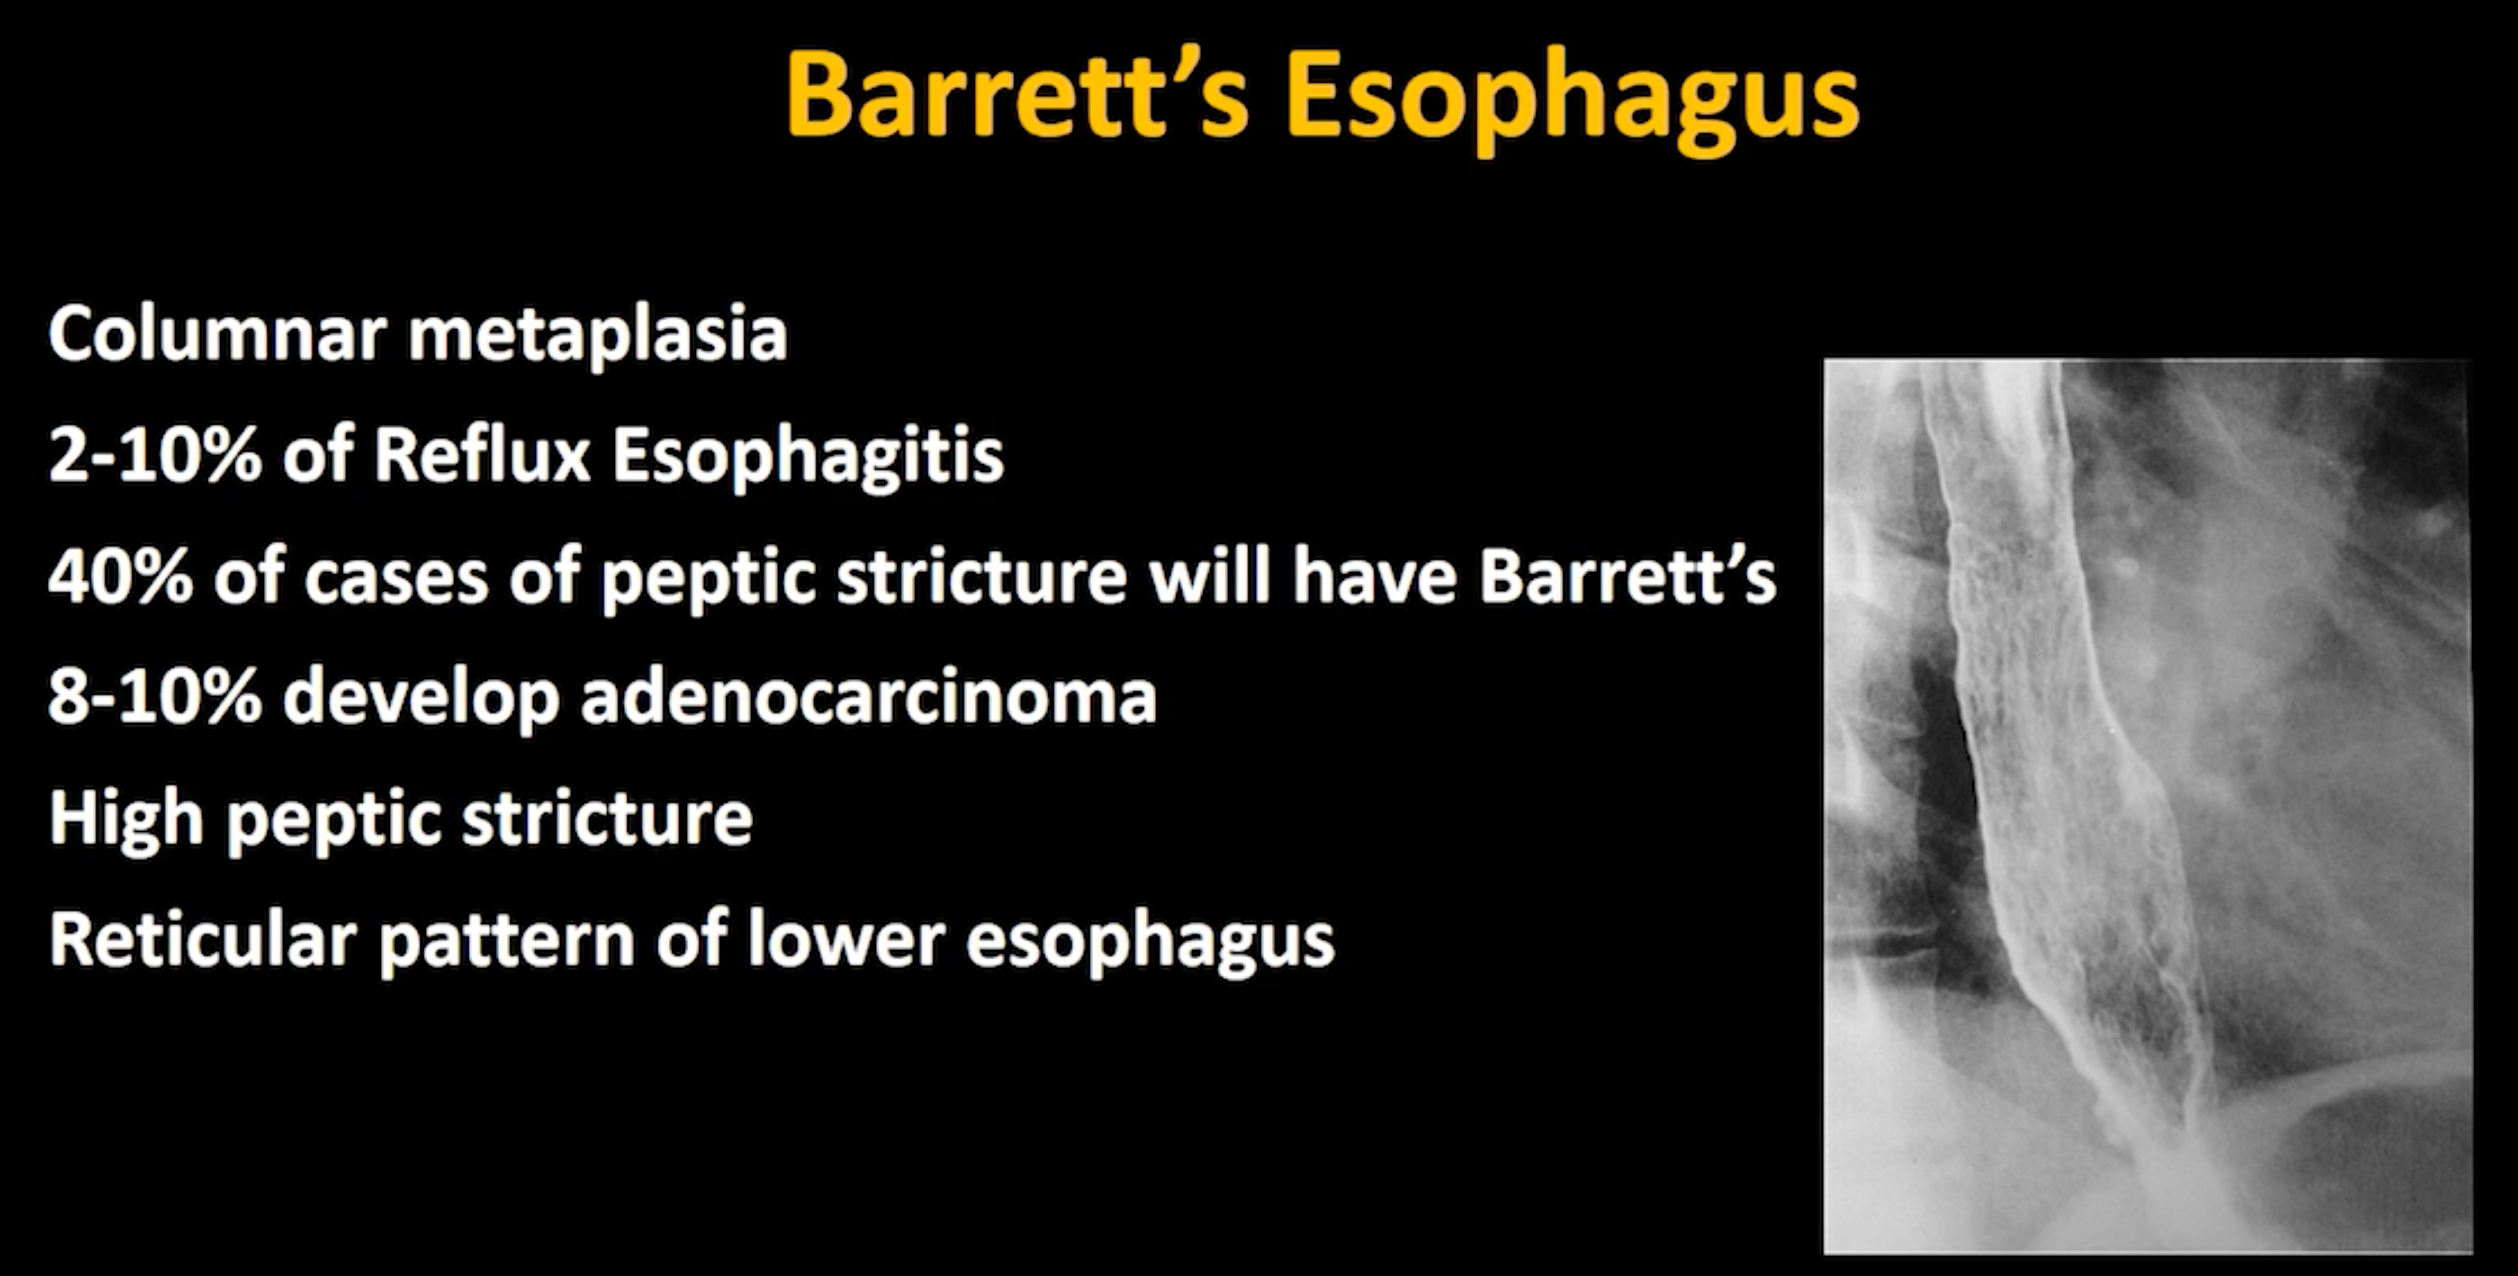 Barrett’s Esophagus
Columnar metaplasia
2-10% of Reflux Esophagitis
40% of cases of peptic stricture will have Barrett’s
8-10% develop adenocarcinoma
High peptic stricture
Reticular pattern of lower esophagus